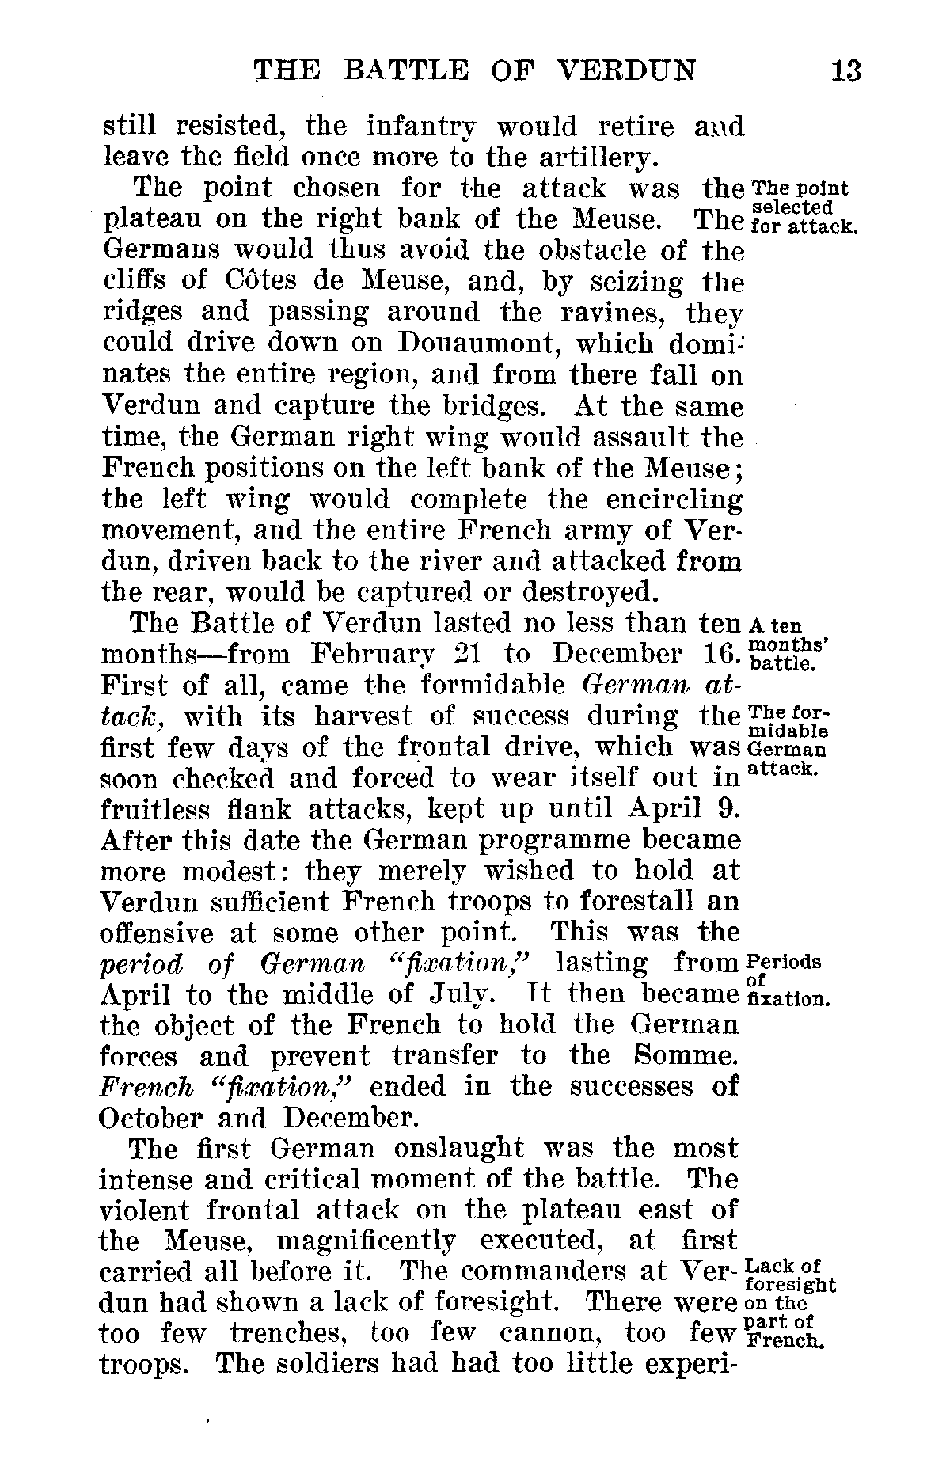 THE BATTLE OF VERDUN 13
still resisted, the infantry would retire and
leave the field once more to the artillery.
The point chosen for the attack was the
The point
selected
for attack.
plateau on the right bank of the Meuse. The
Germans would thus avoid the obstacle of the
cliffs of Côtes de Meuse, and, by seizing the
ridges and passing around the ravines, they
could drive down on Douaumont, which domi-
nates the entire region, and from there fall on
Verdun and capture the bridges. At the same
time, the German right wing would assault the
French positions on the left bank of the Meuse;
the left wing would complete the encircling
movement, and the entire French army of Ver-
dun, driven back to the river and attacked from
the rear, would be captured or destroyed.
The Battle of Verdun lasted no less than ten
A ten
months'
battle.
months—from February 21 to December 16.
First of all, came the formidable German at-
tack, with its harvest of success during the
The for-
midable
German
attack.
first few days of the frontal drive, which was
soon checked and forced to wear itself out in
fruitless flank attacks, kept up until April 9.
After this date the German programme became
more modest: they merely wished to hold at
Verdun sufficient French troops to forestall an
offensive at some other point. This was the
period of German “fixation,” lasting from
Periods
of
fixation.
April to the middle of July. It then became
the object of the French to hold the German
forces and prevent transfer to the Somme.
French “fixation,” ended in the successes of
October and December.
The first German onslaught was the most
intense and critical moment of the battle. The
violent frontal attack on the plateau east of
the Meuse, magnificently executed, at first
carried all before it. The commanders at Ver-
Lack of
foresight
on the
part of
French.
dun had shown a lack of foresight. There were
too few trenches, too few cannon, too few
troops. The soldiers had had too little experi-